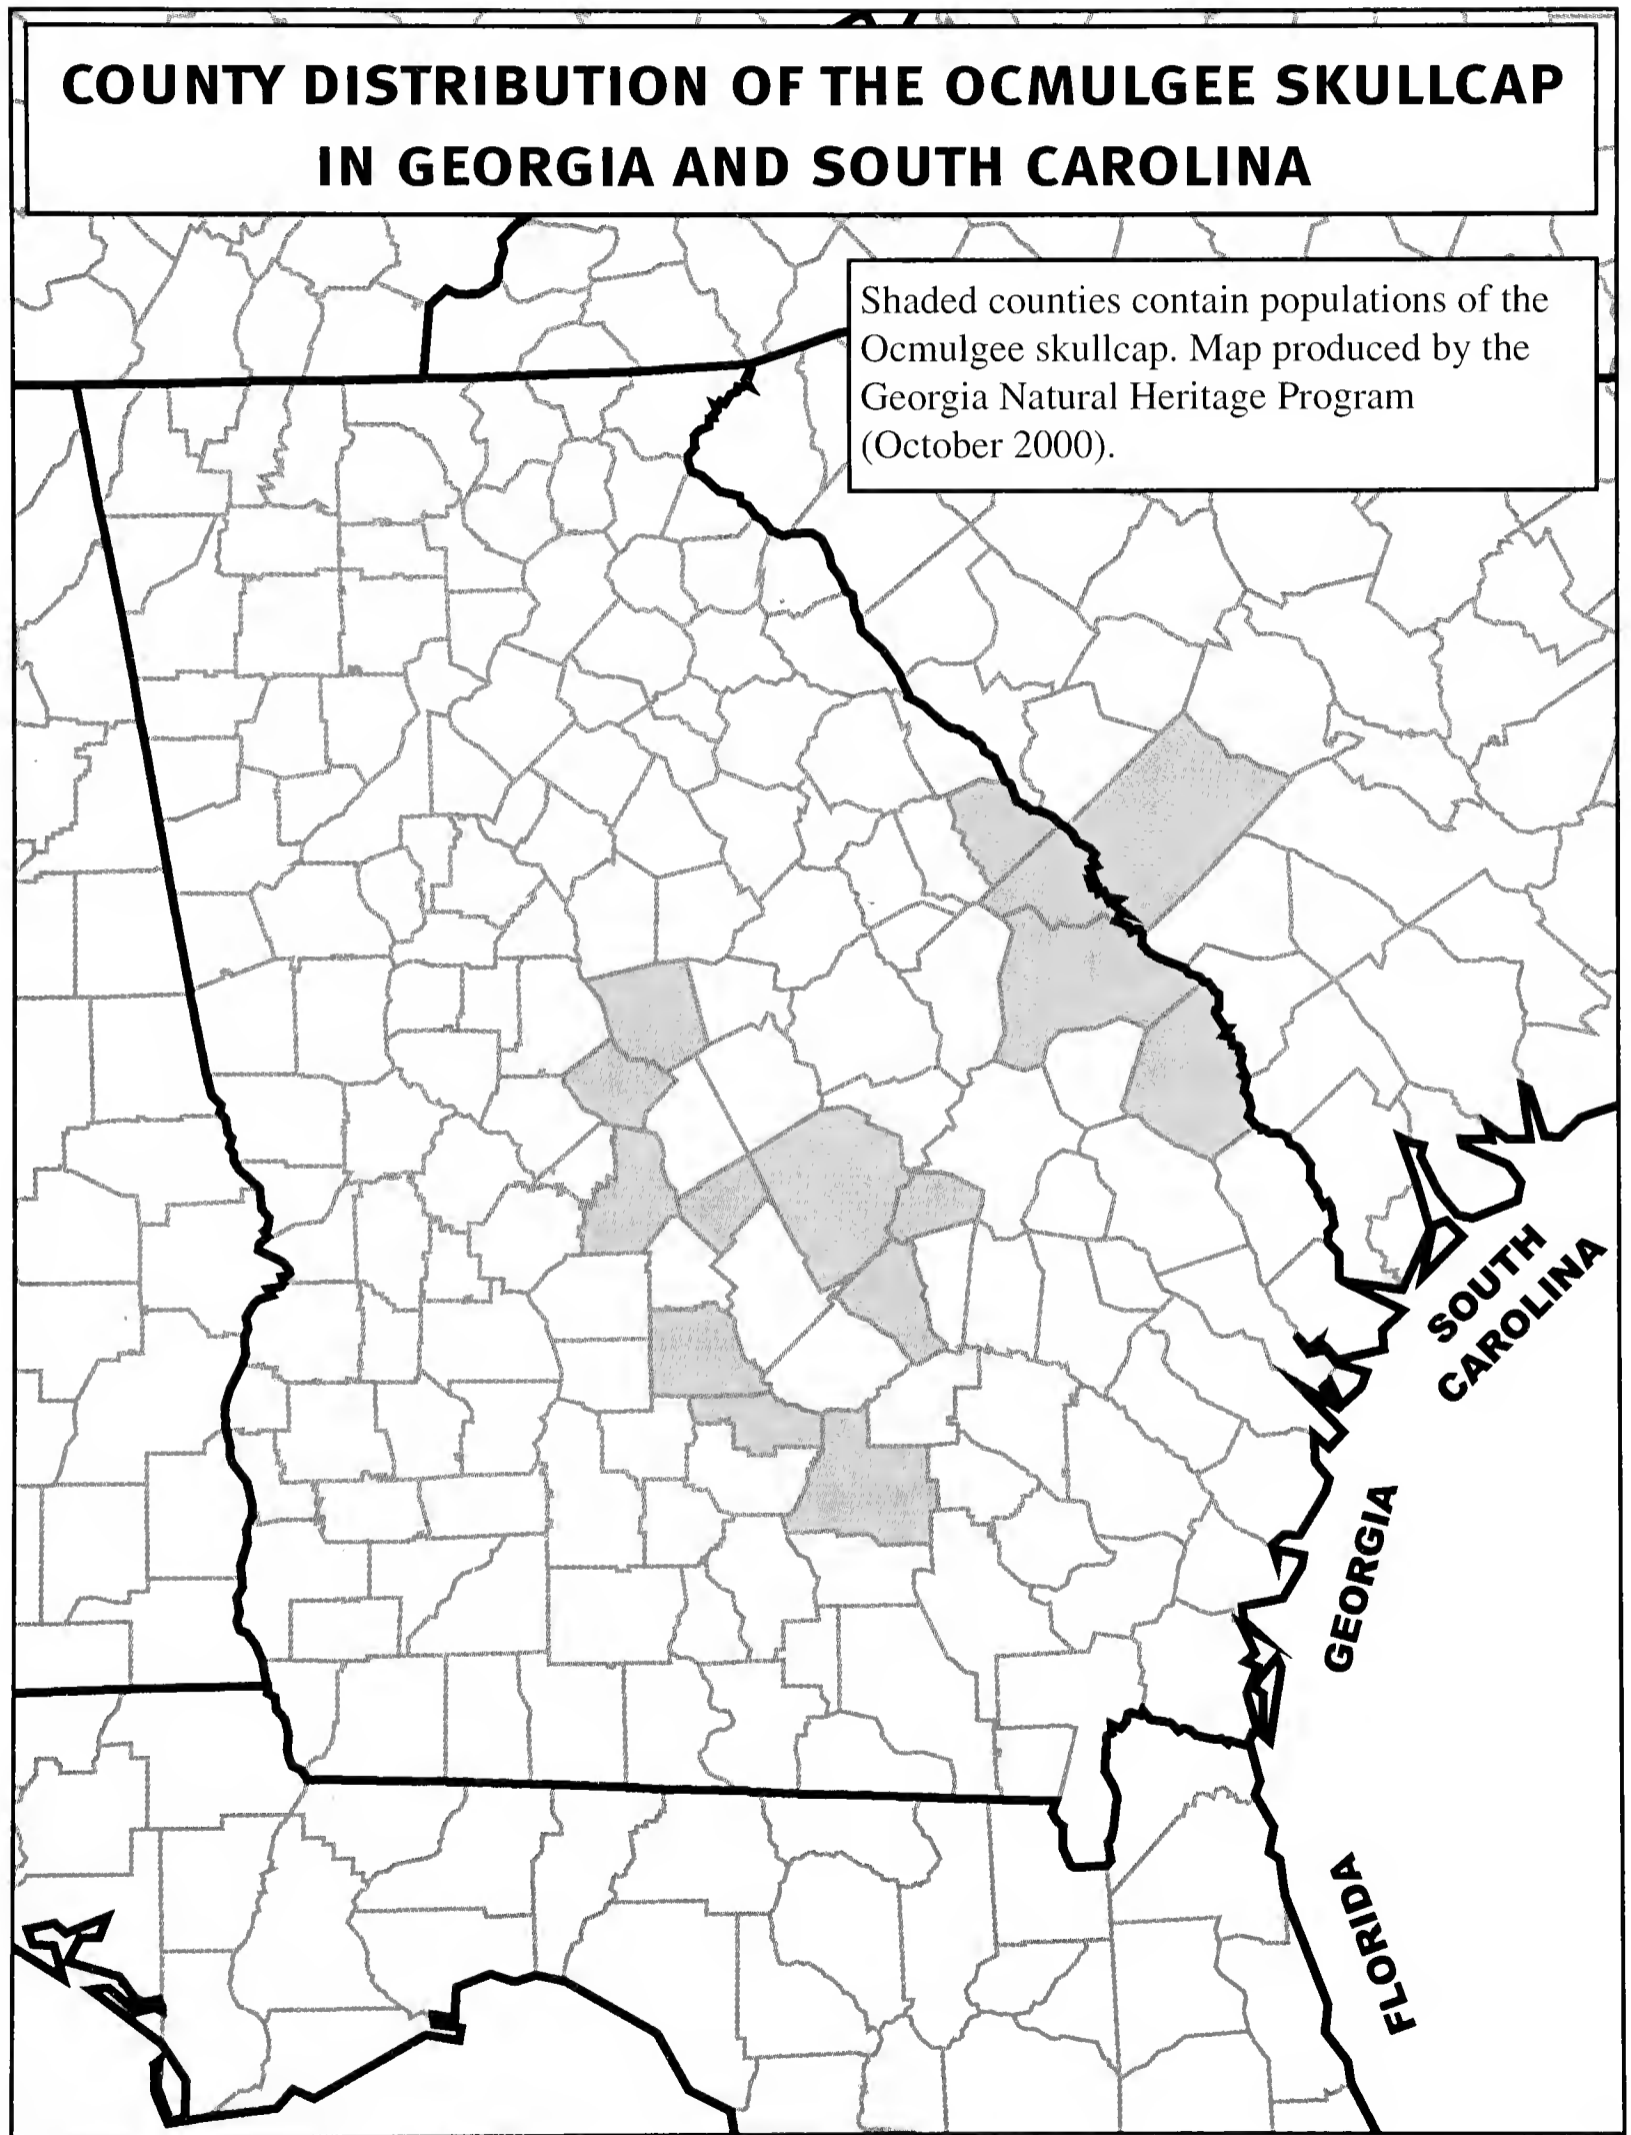 COUNTY DISTRIBUTION OF THE OCMULGEE SKULLCAP
IN GEORGIA AND SOUTH CAROLINA
Shaded counties contain populations of the
Ocmulgee skullcap. Map produced by the
Georgia Natural Heritage Program
(October 2000).
SOUTH
CAROLINA
GEORGIA
FLORIDA